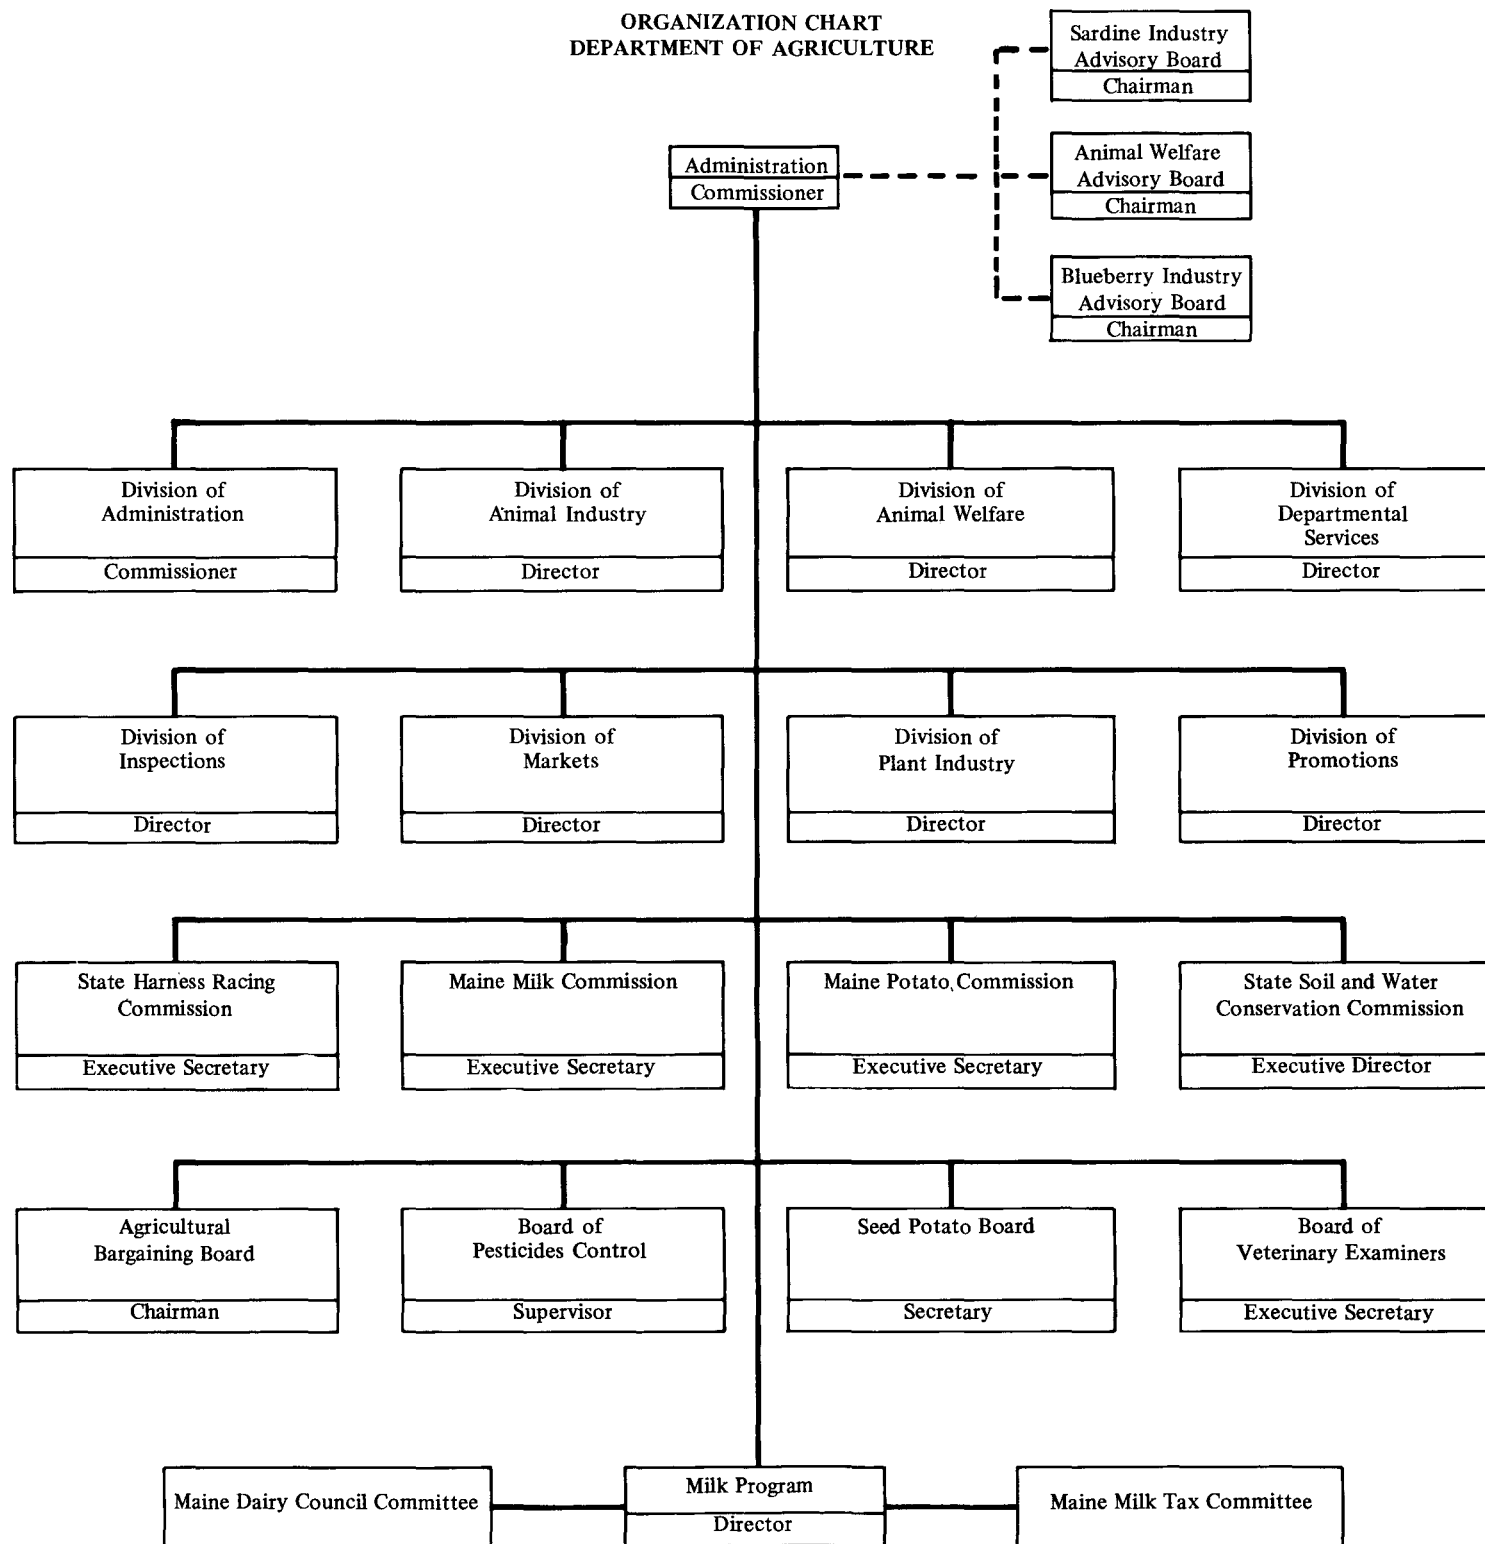 ORGANIZATION CHART
DEPARTMENT OF AGRICULTURE
Sardine Industry
Advisory Board
Chairman
Administration
Commissioner
Animal Welfare
Advisory Board
Chairman
Blueberry Industry
Advisory Board
Chairman
Division of
Administration
Commissioner
Division of
Animal Industry
Director
Division of
Animal Welfare
Director
Division of
Departmental
Services
Director
Division of
Inspections
Director
Division of
Markets
Director
Division of
Plant Industry
Director
Division of
Promotions
Director
State Harness Racing
Commission
Executive Secretary
Maine Milk Commission
Executive Secretary
Maine Potato Commission
Executive Secretary
State Soil and Water
Conservation Commission
Executive Director
Agricultural
Bargaining Board
Chairman
Board of
Pesticides Control
Supervisor
Seed Potato Board
Secretary
Board of
Veterinary Examiners
Executive Secretary
Maine Dairy Council Committee
Milk Program
Director
Maine Milk Tax Committee